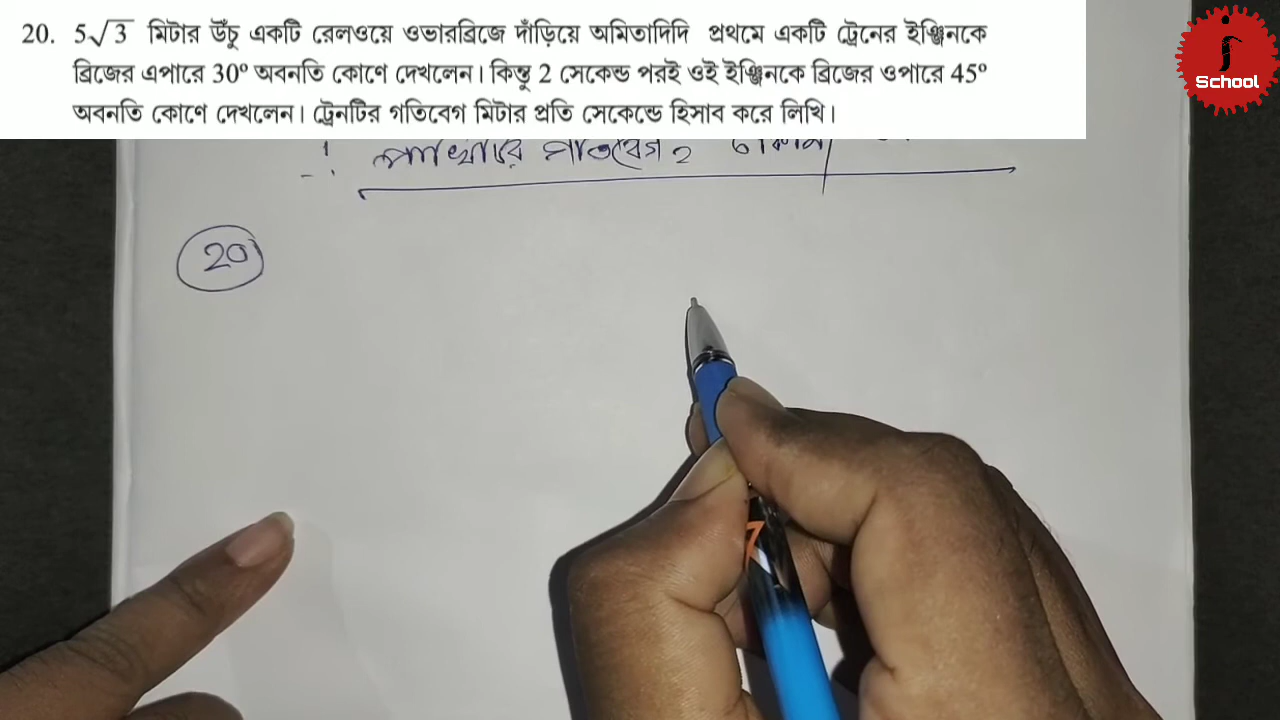 20. 5√3 মিটার উঁচু একটি রেলওয়ে ওভারব্রিজে দাঁড়িয়ে অমিতাদিদি প্রথমে একটি ট্রেনের ইঞ্জিনকে
ব্রিজের এপারে 30° অবনতি কোণে দেখলেন। কিন্তু 2 সেকেন্ড পরই ওই ইঞ্জিনকে ব্রিজের ওপারে 45°
অবনতি কোণে দেখলেন। ট্রেনটির গতিবেগ মিটার প্রতি সেকেন্ডে হিসাব করে লিখি।
School
20